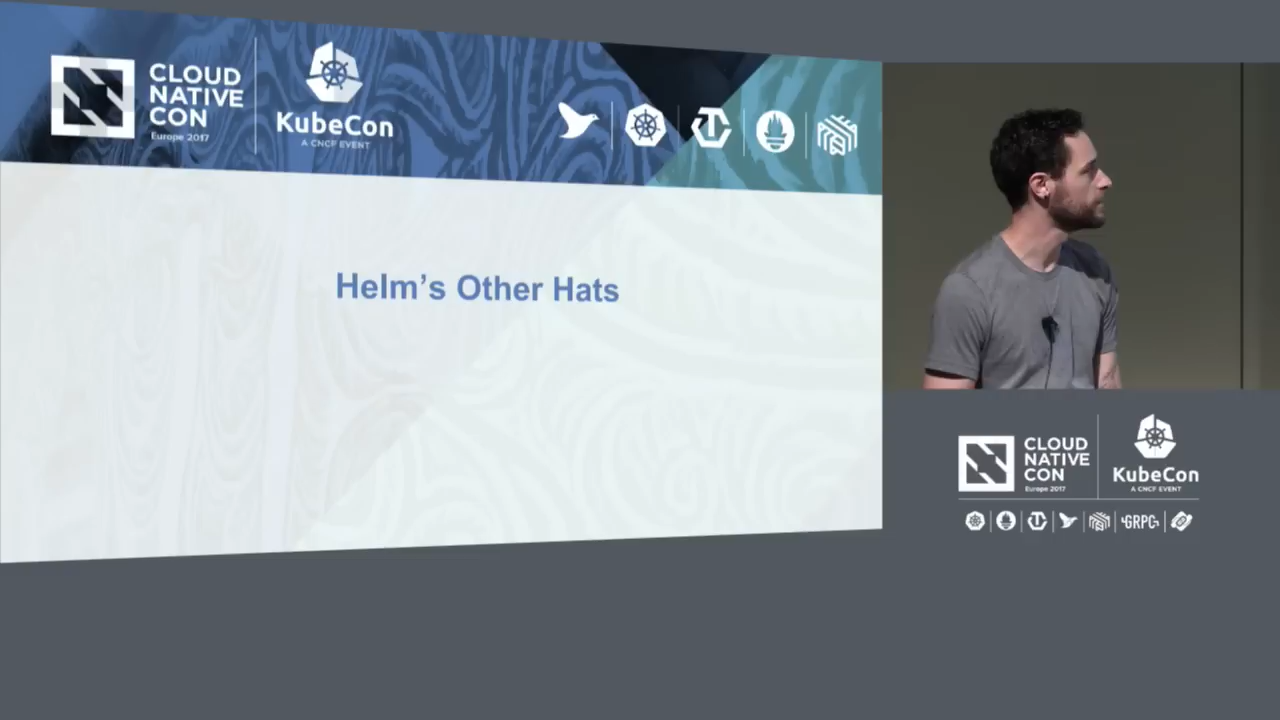 CLOUD
NATIVE
CON
Europe 2017
KubeCon
A CNCF EVENT
Helm's Other Hats
CLOUD
NATIVE
CON
Europe 2017
KubeCon
A CNCF EVENT
GRPC